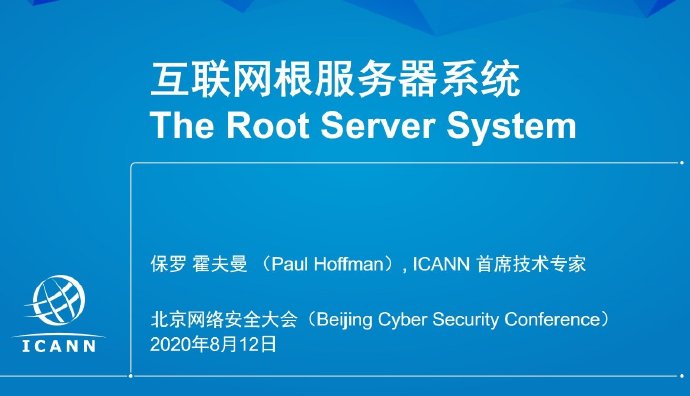 互联网根服务器系统
The Root Server System
保罗 霍夫曼 （Paul Hoffman）, ICANN 首席技术专家
北京网络安全大会（Beijing Cyber Security Conference）
2020年8月12日
ICANN